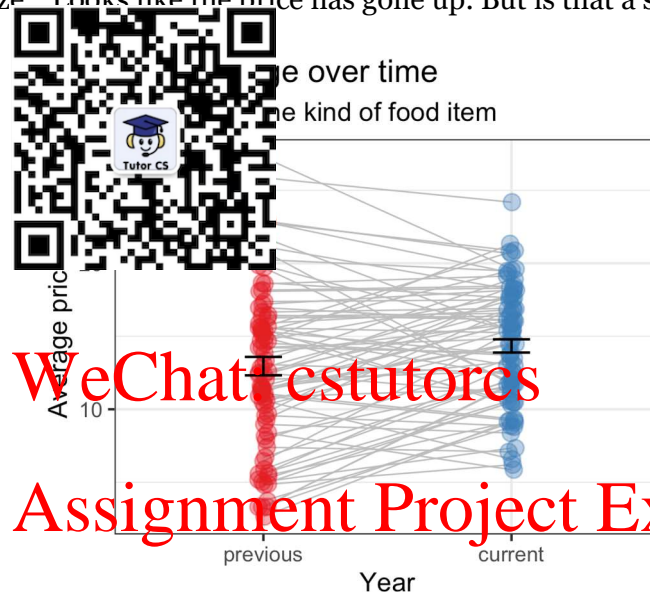 Looks like the price has gone up. But is that a s
Tutor CS
ge over time
ne kind of food item
Average pric
WeChat: cstutorcs
10
Assignment Project Ex
previous current
Year